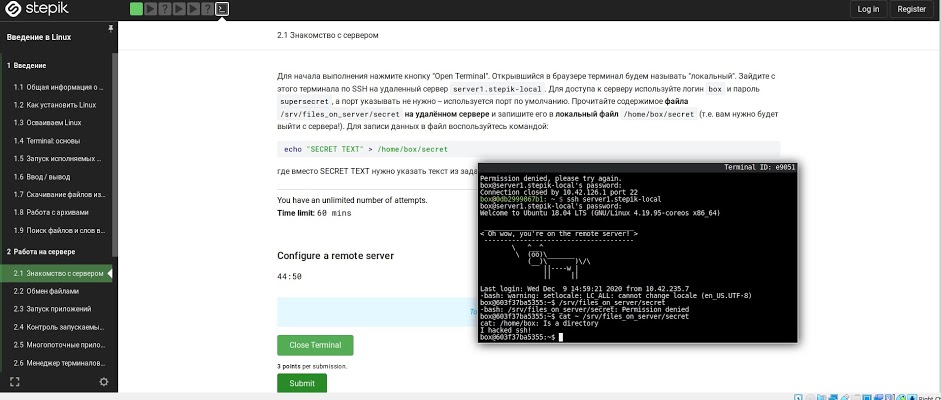 stepik
Log in
Register
Введение в Linux
2.1 Знакомство с сервером
1 Введение
1.1 Общая информация о ...
1.2 Как установить Linux
1.3 Осваиваем Linux
1.4 Terminal: основы
1.5 Запуск исполняемых ...
1.6 Ввод / вывод
1.7 Скачивание файлов из...
1.8 Работа с архивами
1.9 Поиск файлов и слов в...
2 Работа на сервере
2.1 Знакомство с сервером
2.2 Обмен файлами
2.3 Запуск приложений
2.4 Контроль запускаемы...
2.5 Многопоточные прило...
2.6 Менеджер терминалов...
Для начала выполнения нажмите кнопку "Open Terminal". Открывшийся в браузере терминал будем называть "локальный". Зайдите с
этого терминала по SSH на удаленный сервер server1.stepik-local. Для доступа к серверу используйте логин box и пароль
supersecret, а порт указывать не нужно – используется порт по умолчанию. Прочитайте содержимое файла
/srv/files_on_server/secret на удалённом сервере и запишите его в локальный файл /home/box/secret (т.е. вам нужно будет
выйти с сервера!). Для записи данных в файл воспользуйтесь командой:
echo "SECRET TEXT" > /home/box/secret
где вместо SECRET TEXT нужно указать текст из зада
You have an unlimited number of attempts.
Time limit: 60 mins
Configure a remote server
44:50
Close Terminal
3 points per submission.
Submit
Terminal ID: e9051
Permission denied, please try again.
box@server1.stepik-local's password:
Connection closed by 10.42.126.1 port 22
box@0db2999867b1: ~ $ ssh server1.stepik-local
box@server1.stepik-local's password:
Welcome to Ubuntu 18.04 LTS (GNU/Linux 4.19.95-coreos x86_64)
< Oh wow, you're on the remote server! >
Last login: Wed Dec  9 14:59:21 2020 from 10.42.235.7
-bash: warning: setlocale: LC_ALL: cannot change locale (en_US.UTF-8)
box@603f37ba5355:~$ /srv/files_on_server/secret
-bash: /srv/files_on_server/secret: Permission denied
box@603f37ba5355:~$ cat ~ /srv/files_on_server/secret
cat: /home/box: Is a directory
I hacked ssh!
box@603f37ba5355:~$